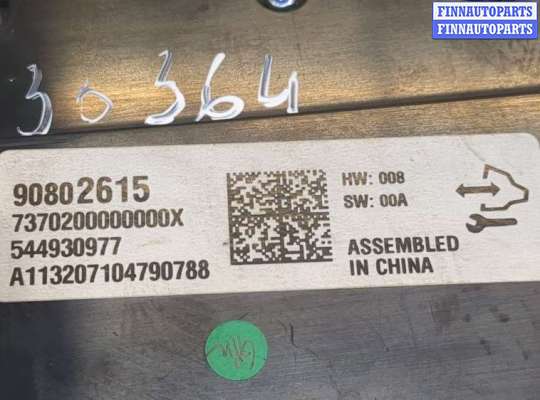 FINNAUTOPARTS
FINNAUTOPARTS
30364
90802615
7370200000000X
544930977
A113207104790788
HW: 008
SW: 00A
ASSEMBLED
IN CHINA